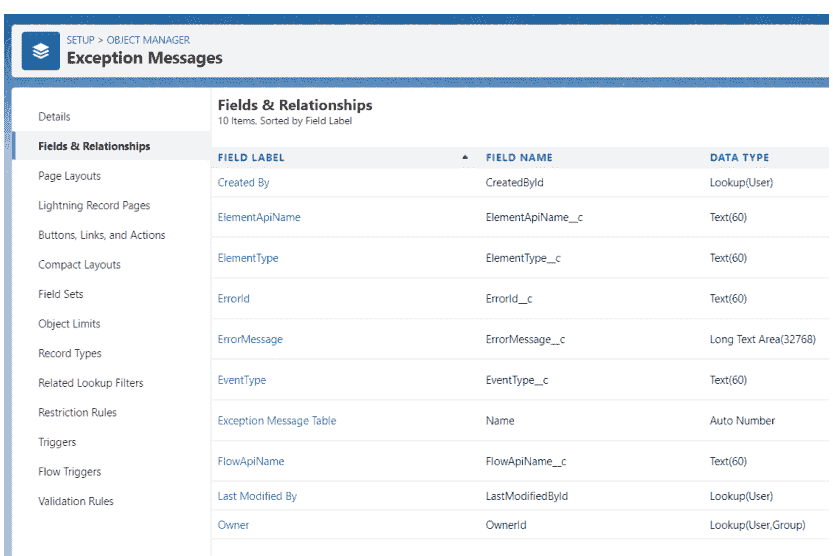 SETUP > OBJECT MANAGER
Exception Messages
Details
Fields & Relationships
Page Layouts
Lightning Record Pages
Buttons, Links, and Actions
Compact Layouts
Field Sets
Object Limits
Record Types
Related Lookup Filters
Restriction Rules
Triggers
Flow Triggers
Validation Rules
Fields & Relationships
10 Items, Sorted by Field Label
FIELD LABEL FIELD NAME DATA TYPE
Created By CreatedById Lookup(User)
ElementApiName ElementApiName__c Text(60)
ElementType ElementType__c Text(60)
ErrorId ErrorId__c Text(60)
ErrorMessage ErrorMessage__c Long Text Area(32768)
EventType EventType__c Text(60)
Exception Message Table Name Auto Number
FlowApiName FlowApiName__c Text(60)
Last Modified By LastModifiedById Lookup(User)
Owner OwnerId Lookup(User,Group)